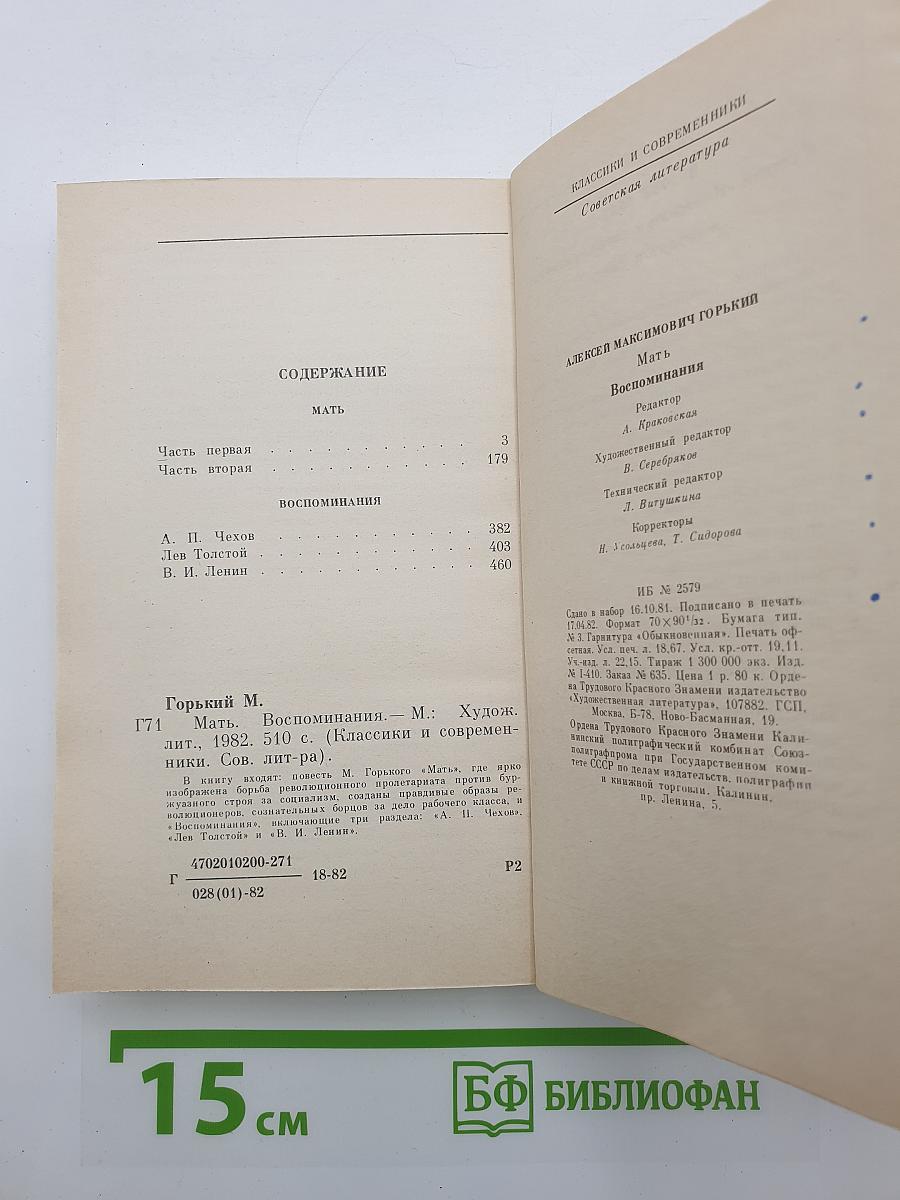 СОДЕРЖАНИЕ
МАТЬ
Часть первая . . . . . . . . . . . 3
Часть вторая . . . . . . . . . . . 179
ВОСПОМИНАНИЯ
А. П. Чехов . . . . . . . . . . . 382
Лев Толстой . . . . . . . . . . . 403
В. И. Ленин . . . . . . . . . . . 460
Горький М.
Г71 Мать. Воспоминания.— М.: Худож.
лит., 1982. 510 с. (Классики и современ-
ники. Сов. лит-ра).
В книгу входят: повесть М. Горького «Мать», где ярко
изображена борьба революционного пролетариата против бур-
жуазного строя за социализм, созданы правдивые образы ре-
волюционеров, сознательных борцов за дело рабочего класса, и
«Воспоминания», включающие три раздела: «А. П. Чехов»,
«Лев Толстой» и «В. И. Ленин».
Г 4702010200-271 18-82 Р2
028(01)-82
КЛАССИКИ И СОВРЕМЕННИКИ
Советская литература
АЛЕКСЕЙ МАКСИМОВИЧ ГОРЬКИЙ
Мать
Воспоминания
Редактор
А. Краковская
Художественный редактор
В. Серебряков
Технический редактор
Л. Витушкина
Корректоры
Н. Усольцева, Т. Сидорова
ИБ № 2579
Сдано в набор 16.10.81. Подписано в печать
17.04.82. Формат 70×90¹/₃₂. Бумага тип.
№ 3. Гарнитура «Обыкновенная». Печать оф-
сетная. Усл. печ. л. 18,67. Усл. кр.-отт. 19,11.
Уч.-изд. л. 22,15. Тираж 1 300 000 экз. Изд.
№ I-410. Заказ № 635. Цена 1 р. 80 к. Орде-
на Трудового Красного Знамени издательство
«Художественная литература», 107882. ГСП,
Москва, Б-78, Ново-Басманная, 19.
Ордена Трудового Красного Знамени Кали-
нинский полиграфический комбинат Союз-
полиграфпрома при Государственном коми-
тете СССР по делам издательств, полиграфии
и книжной торговли. Калинин,
пр. Ленина, 5.
15 см
БФ БИБЛИОФАН